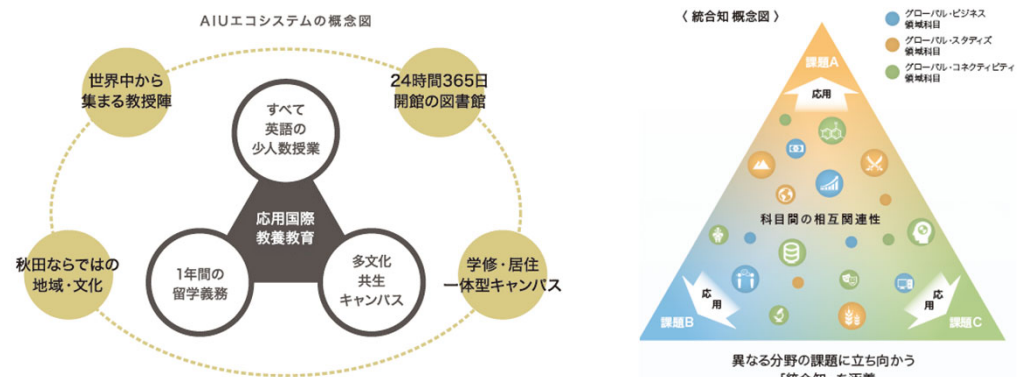 AIUエコシステムの概念図
世界中から
集まる教授陣
24時間365日
開館の図書館
すべて
英語の
少人数授業
応用国際
教養教育
秋田ならではの
地域・文化
1年間の
留学義務
多文化
共生
キャンパス
学修・居住
一体型キャンパス
〈 統合知 概念図 〉
グローバル・ビジネス
領域科目
グローバル・スタディズ
領域科目
グローバル・コネクティビティ
領域科目
課題A
応用
科目間の相互関連性
応用
課題B
応用
課題C
異なる分野の課題に立ち向かう
「統合知」を